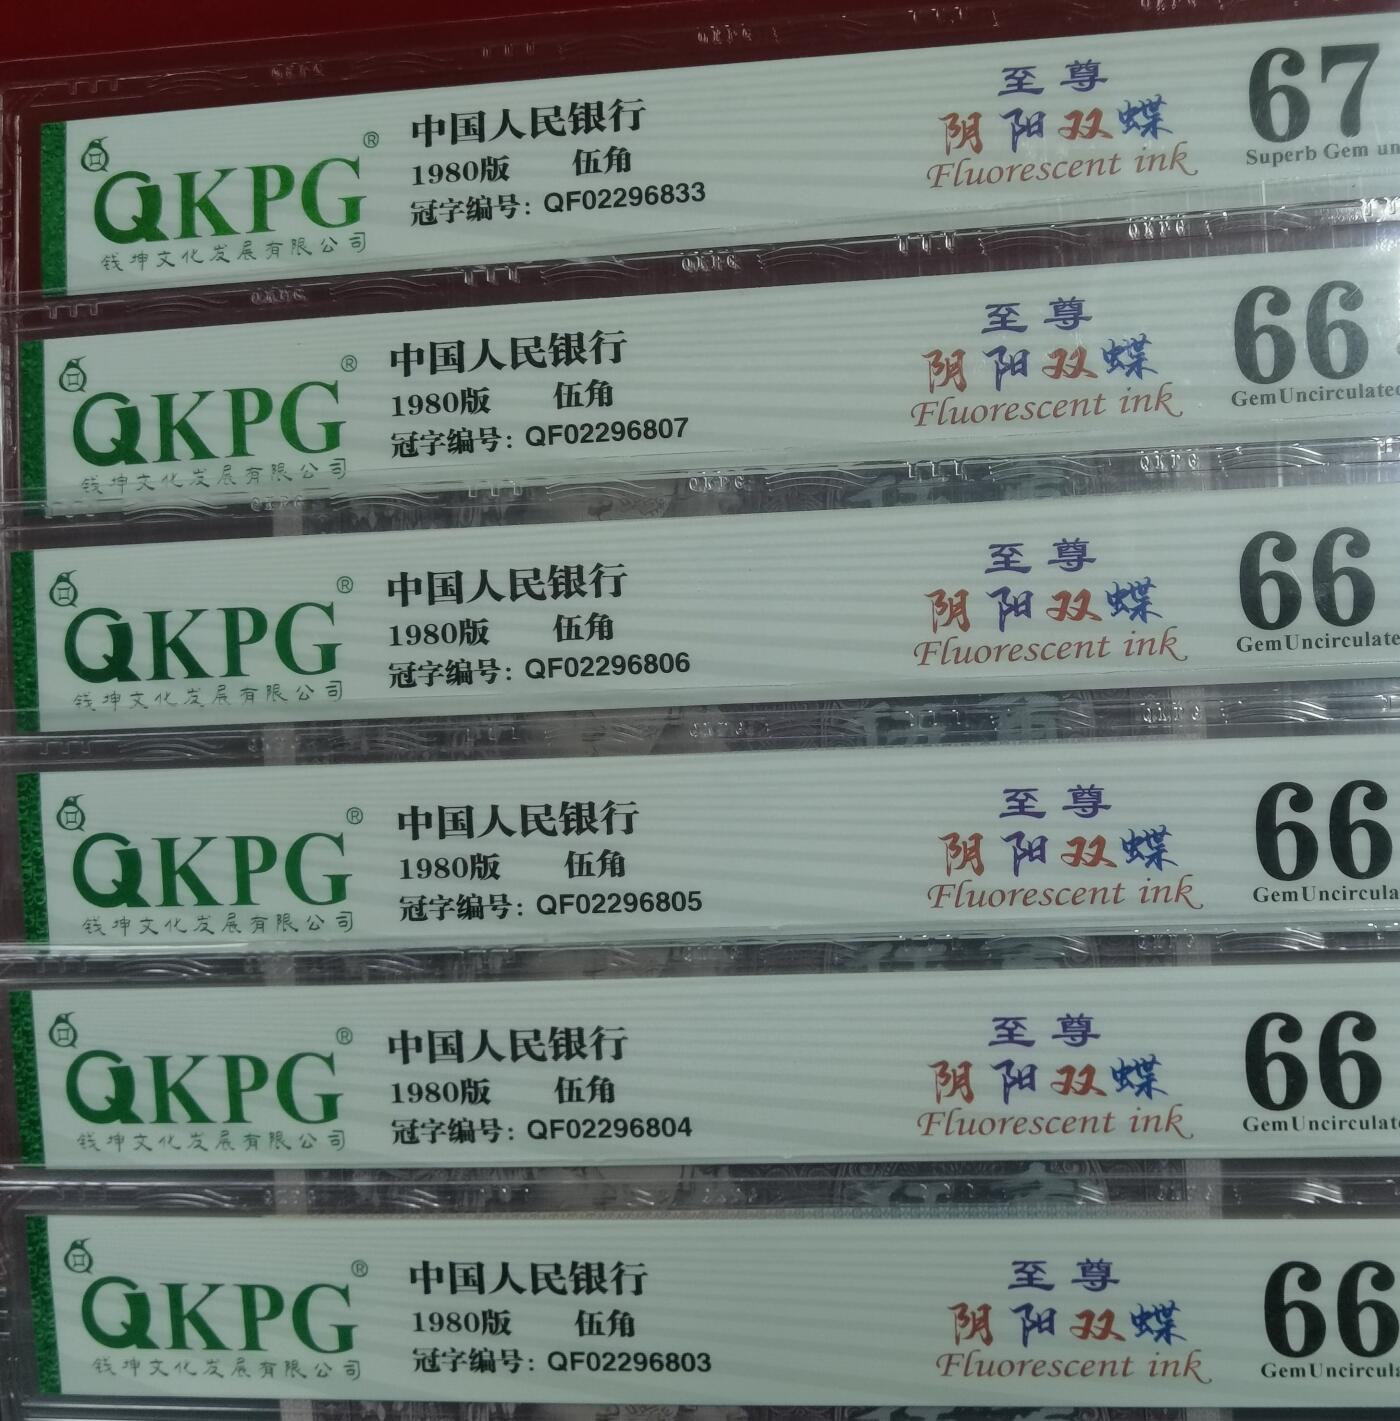 QKPG®
钱坤文化发展有限公司
中国人民银行
1980版 伍角
冠字编号: QF02296833
至尊
阴阳双蝶
Fluorescent ink
67
Superb Gem un
QKPG®
钱坤文化发展有限公司
中国人民银行
1980版 伍角
冠字编号: QF02296807
至尊
阴阳双蝶
Fluorescent ink
66
Gem Uncirculated
QKPG®
钱坤文化发展有限公司
中国人民银行
1980版 伍角
冠字编号: QF02296806
至尊
阴阳双蝶
Fluorescent ink
66
Gem Uncirculate
QKPG®
钱坤文化发展有限公司
中国人民银行
1980版 伍角
冠字编号: QF02296805
至尊
阴阳双蝶
Fluorescent ink
66
Gem Uncircula
QKPG®
钱坤文化发展有限公司
中国人民银行
1980版 伍角
冠字编号: QF02296804
至尊
阴阳双蝶
Fluorescent ink
66
Gem Uncirculate
QKPG®
钱坤文化发展有限公司
中国人民银行
1980版 伍角
冠字编号: QF02296803
至尊
阴阳双蝶
Fluorescent ink
66
Gem Uncircula